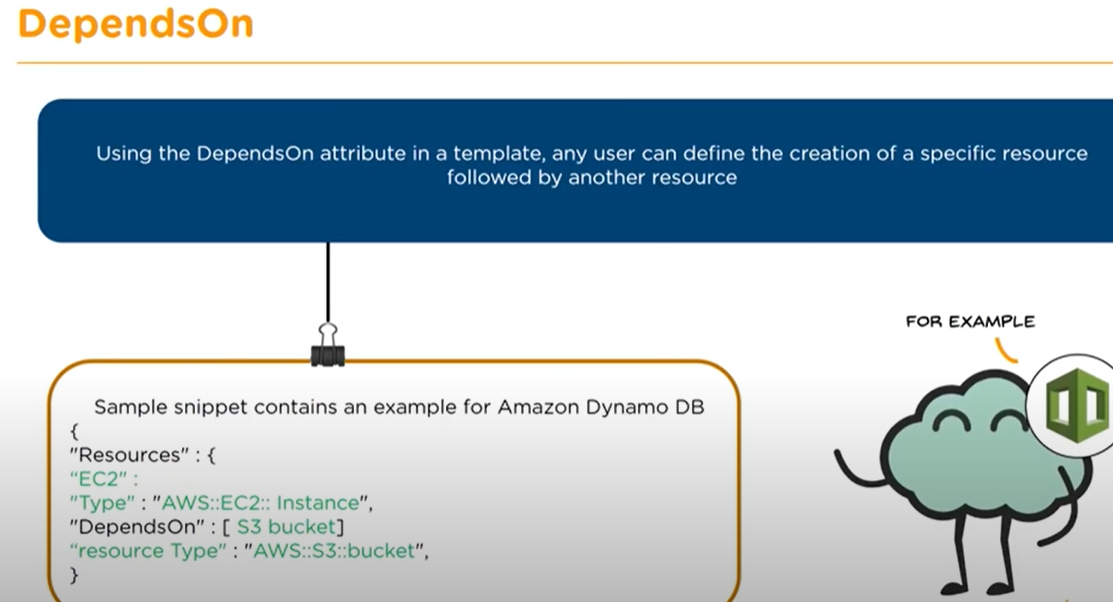 DependsOn
Using the DependsOn attribute in a template, any user can define the creation of a specific resource
followed by another resource
FOR EXAMPLE
Sample snippet contains an example for Amazon Dynamo DB
{
"Resources" : {
“EC2” :
"Type" : "AWS::EC2:: Instance",
"DependsOn" : [ S3 bucket]
“resource Type" : "AWS::S3::bucket",
}